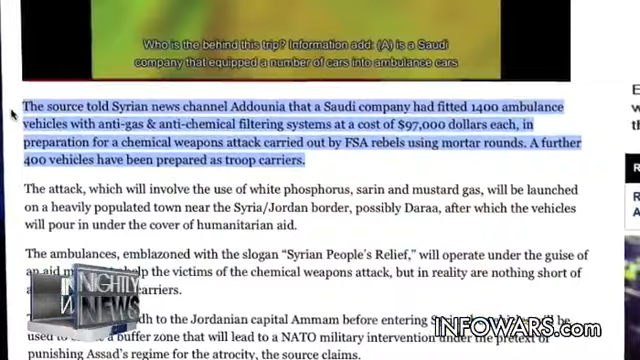 Who is the behind this trip? Information add: (A) is a Saudi
company that equipped a number of cars into ambulance cars
The source told Syrian news channel Addounia that a Saudi company had fitted 1400 ambulance
vehicles with anti-gas & anti-chemical filtering systems at a cost of $97,000 dollars each, in
preparation for a chemical weapons attack carried out by FSA rebels using mortar rounds. A further
400 vehicles have been prepared as troop carriers.
The attack, which will involve the use of white phosphorus, sarin and mustard gas, will be launched
on a heavily populated town near the Syria/Jordan border, possibly Daraa, after which the vehicles
will pour in under the cover of humanitarian aid.
The ambulances, emblazoned with the slogan “Syrian People’s Relief,” will operate under the guise of
an aid help the victims of the chemical weapons attack, but in reality are nothing short of
carriers.
to the Jordanian capital Ammam before entering
used to a buffer zone that will lead to a NATO military intervention under the pretext of
punishing Assad’s regime for the atrocity, the source claims.
NIGHTLY
NEWS
INFOWARS.com
E
w
th
R
R
A